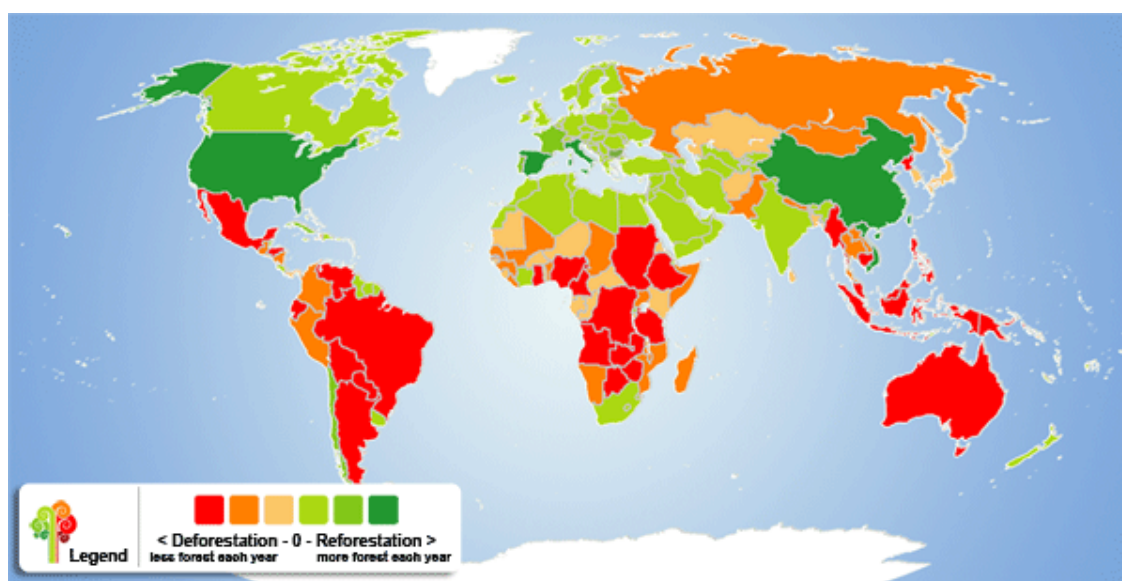 Legend
< Deforestation - 0 - Reforestation >
less forest each year more forest each year